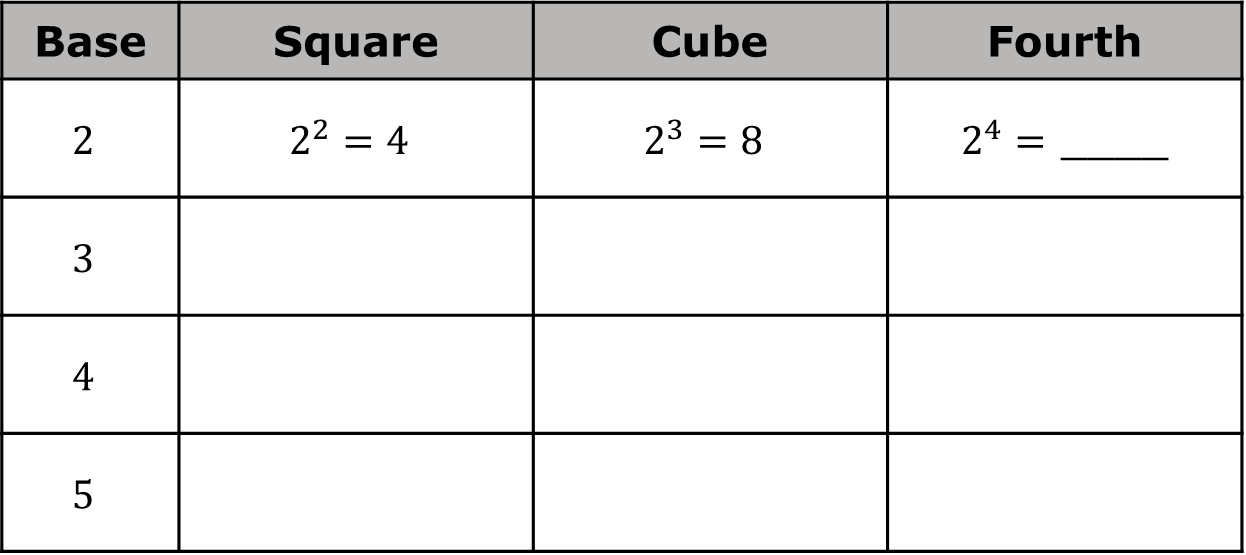 Base Square Cube Fourth
2 2² = 4 2³ = 8 2⁴ = _____
3
4
5